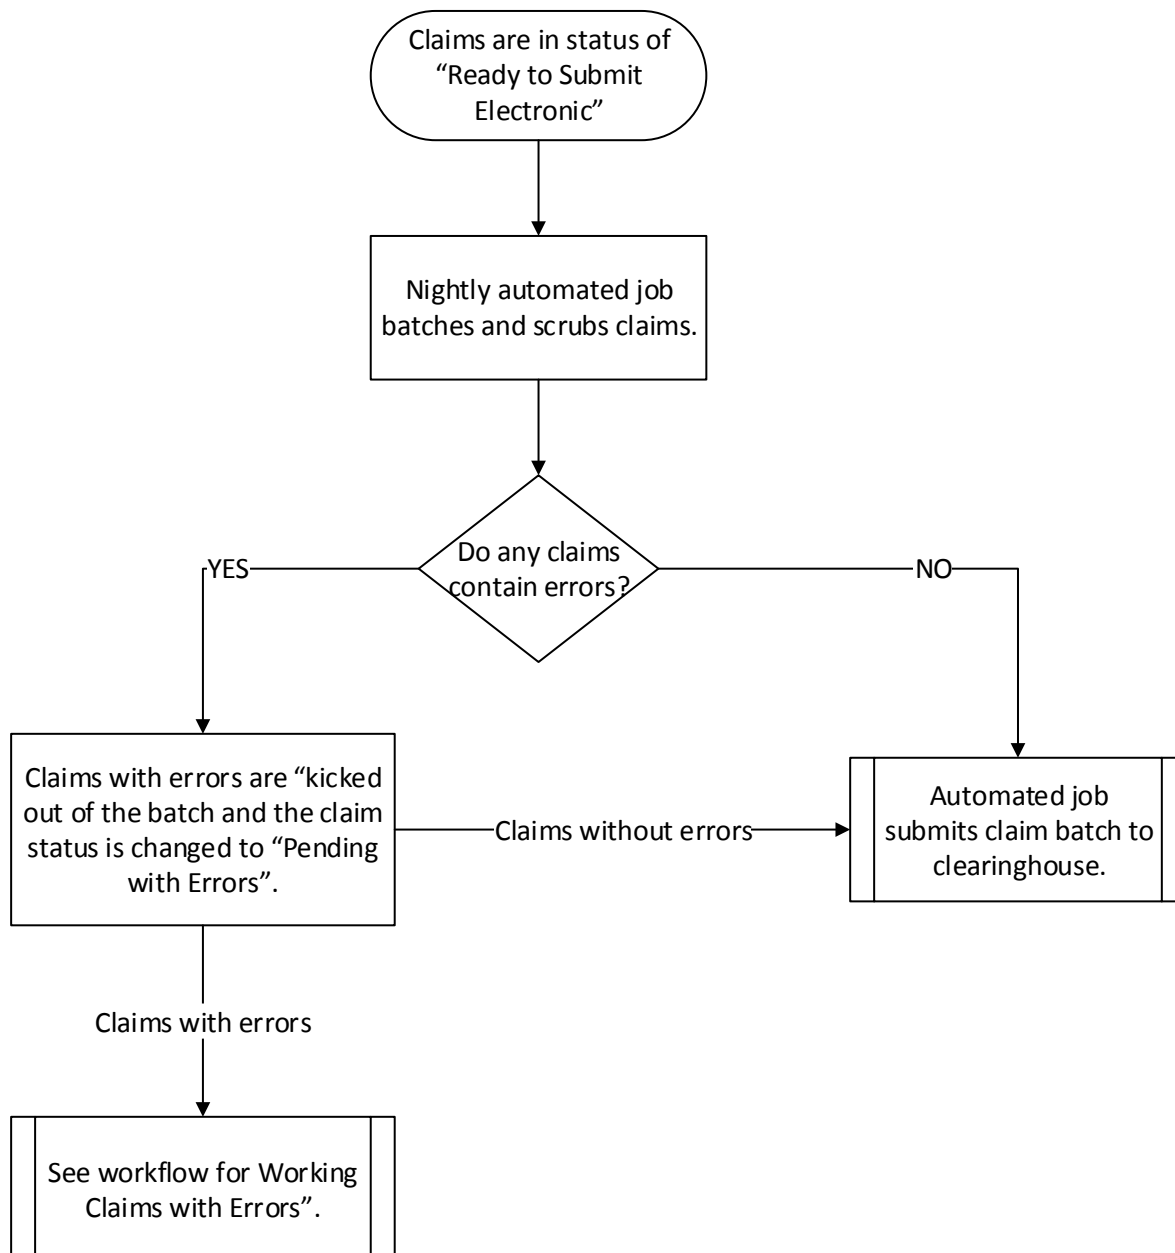 Claims are in status of
“Ready to Submit
Electronic”
Nightly automated job
batches and scrubs claims.
Do any claims
contain errors?
YES
NO
Claims with errors are “kicked
out of the batch and the claim
status is changed to “Pending
with Errors”.
Claims without errors
Automated job
submits claim batch to
clearinghouse.
Claims with errors
See workflow for Working
Claims with Errors”.